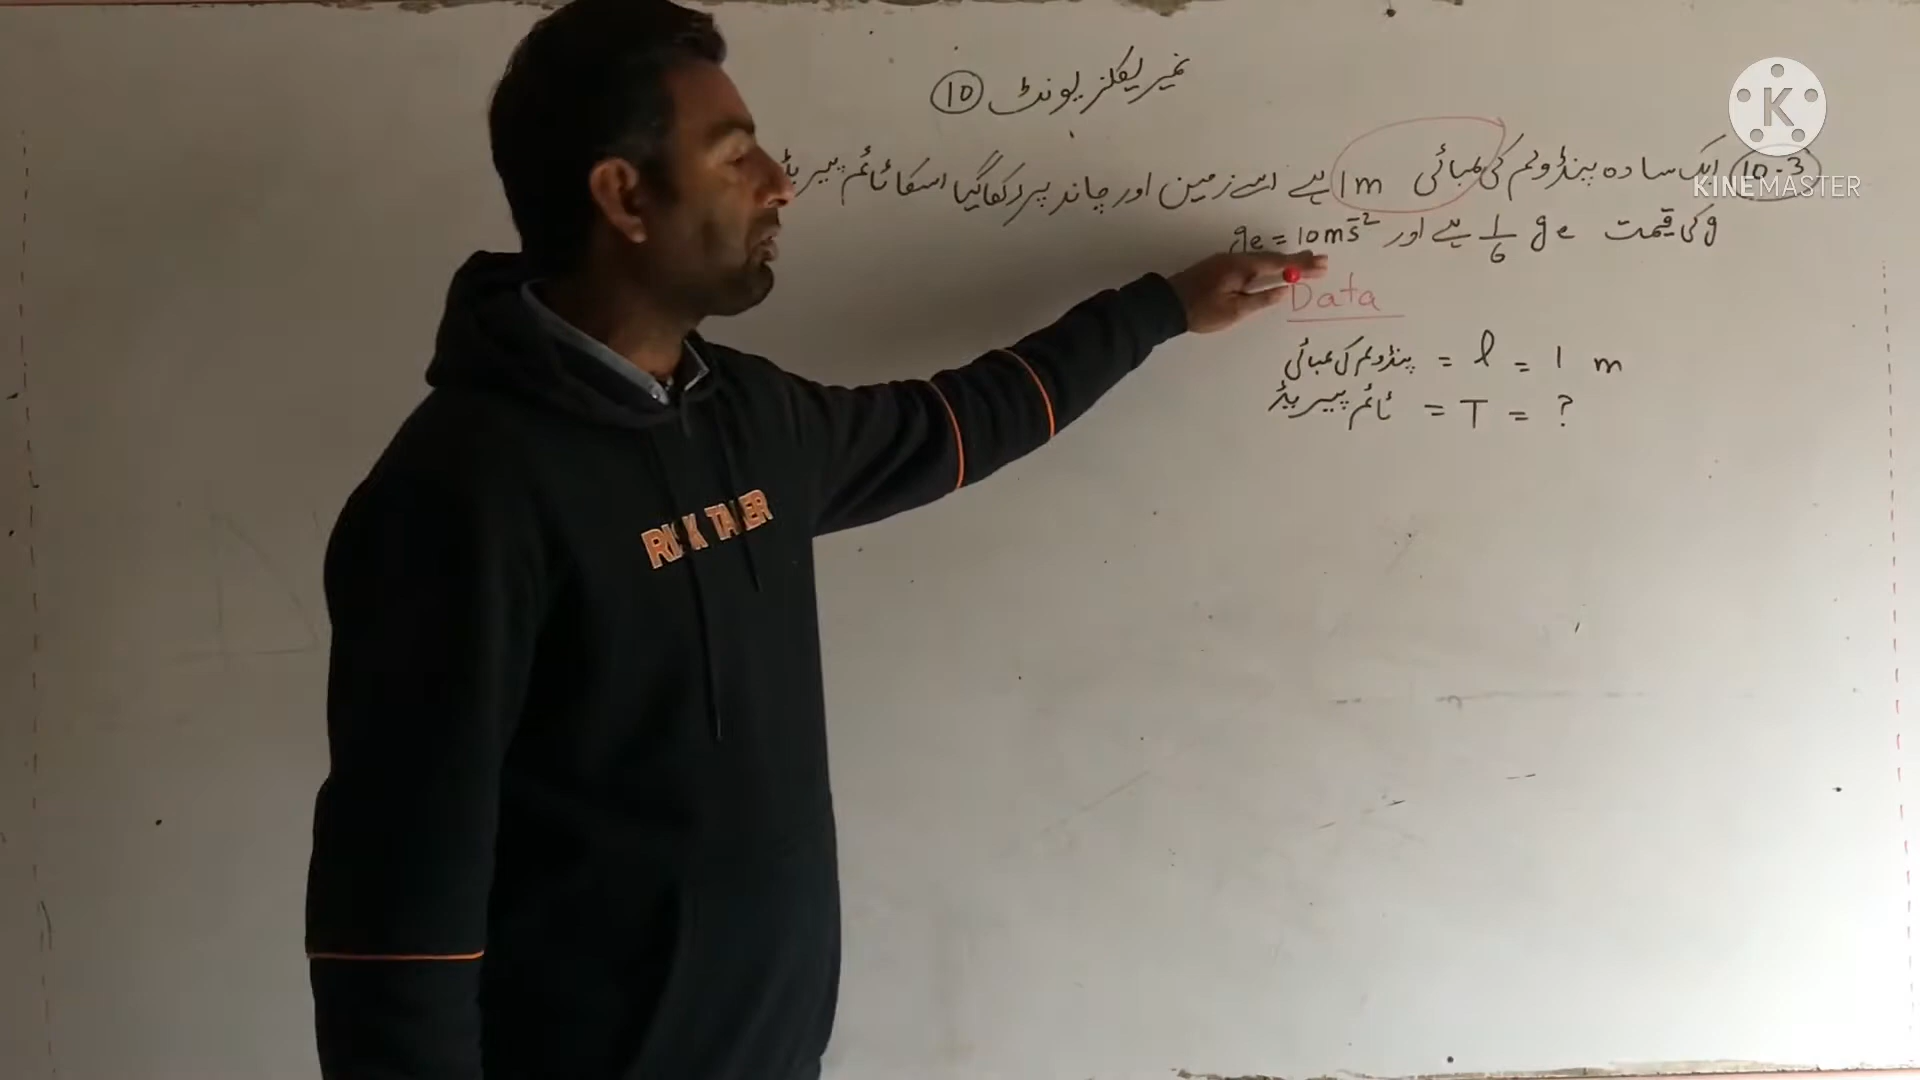 نمیریکلز یونٹ 10
10.3 ایک سادہ پنڈولم کی لمبائی 1m ہے اسے زمین اور چاند پر رکھا گیا اسکا ٹائم پیریڈ
g کی قیمت ge 1/6 ہے اور ge = 10ms⁻²
Data
پنڈولم کی لمبائی = l = 1 m
ٹائم پیریڈ = T = ?
RISK TAKER
K
KINEMASTER